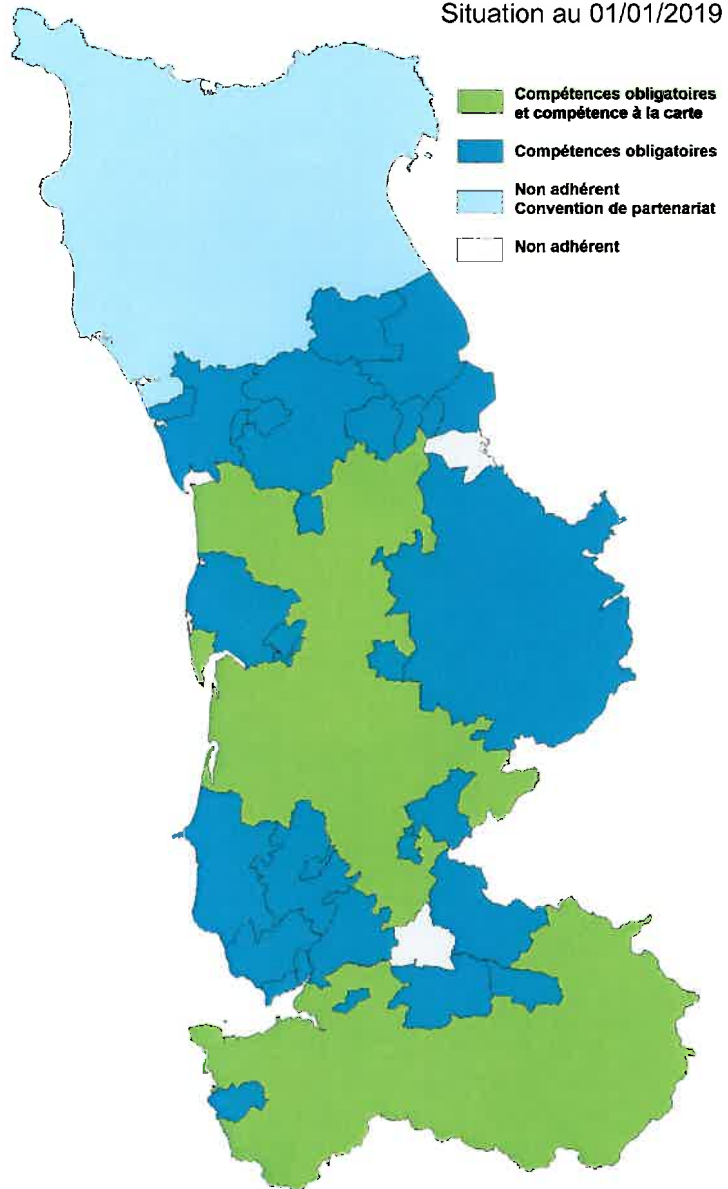 Situation au 01/01/2019
Compétences obligatoires
et compétence à la carte
Compétences obligatoires
Non adhérent
Convention de partenariat
Non adhérent